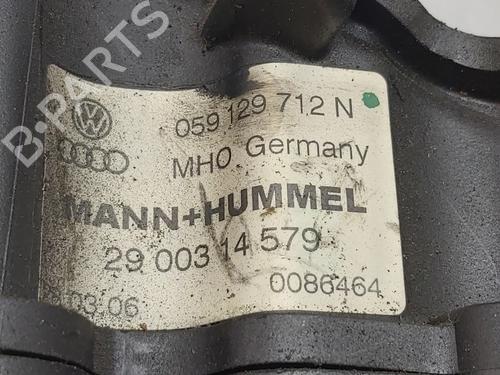 B-PARTS
059 129 712 N
MHO Germany
MANN+HUMMEL
29 003 14 579
0086464
03.06